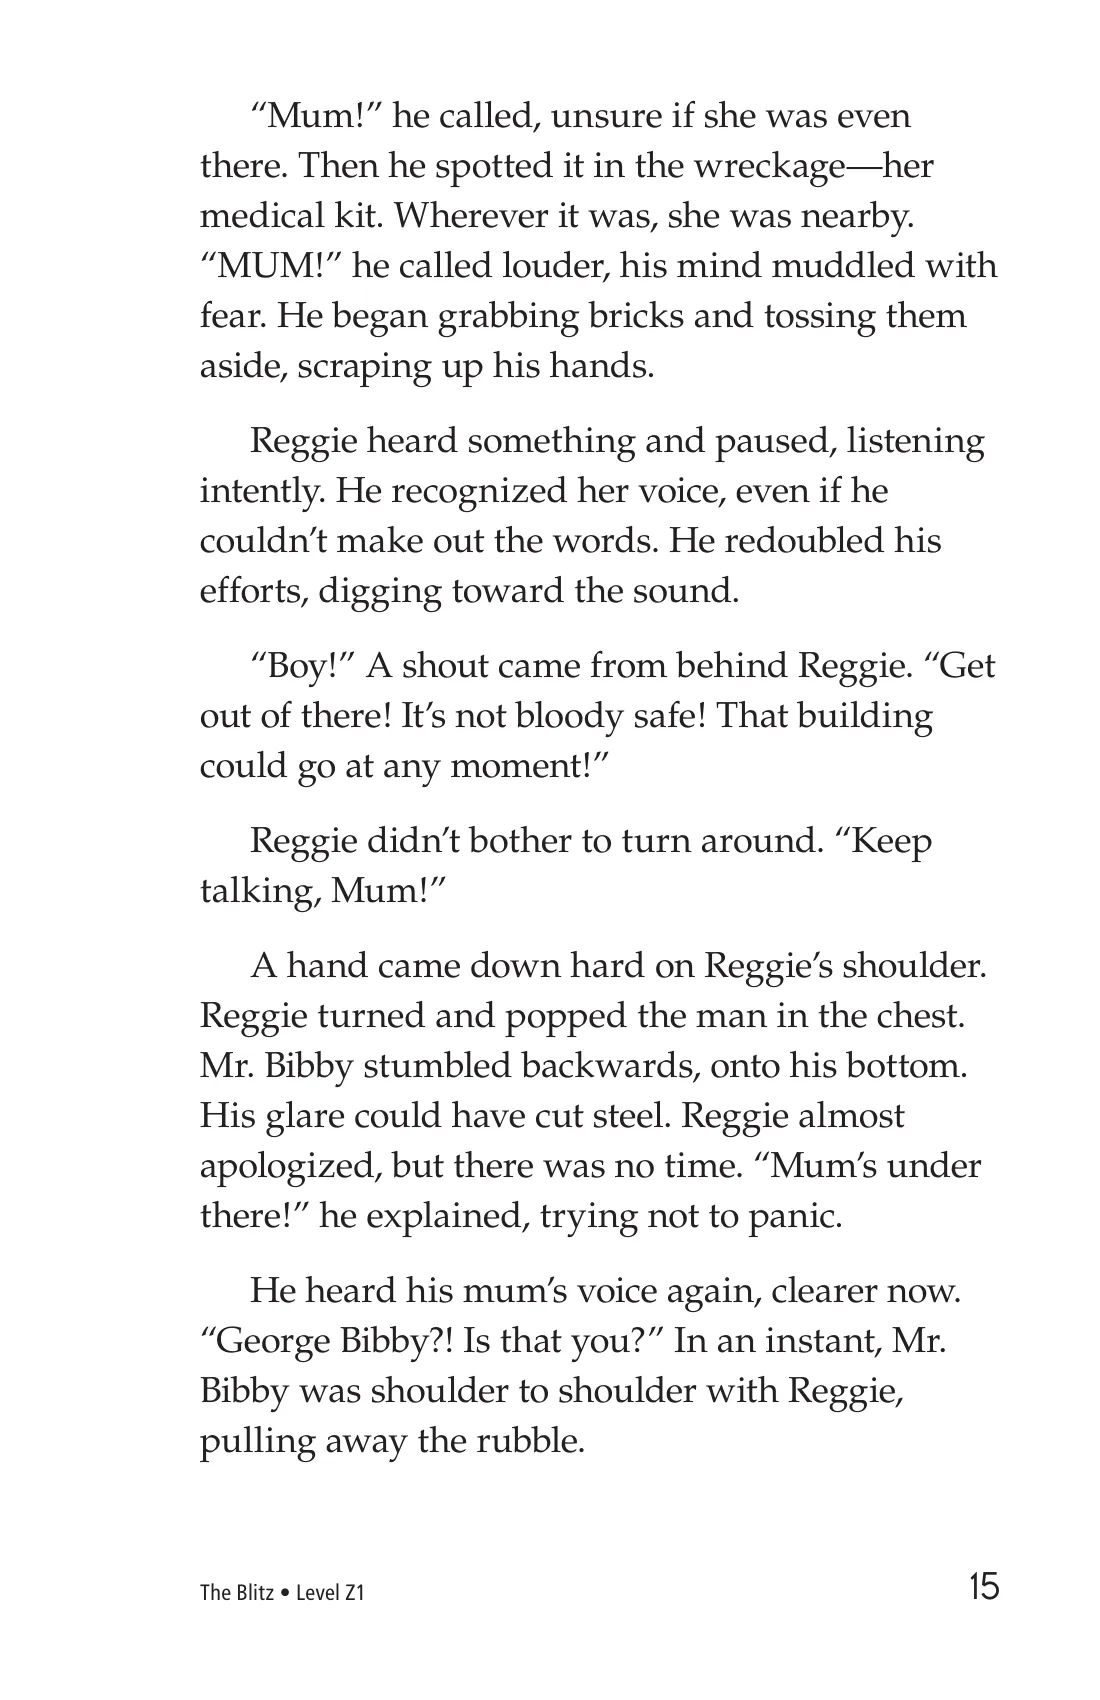 “Mum!” he called, unsure if she was even
there. Then he spotted it in the wreckage—her
medical kit. Wherever it was, she was nearby.
“MUM!” he called louder, his mind muddled with
fear. He began grabbing bricks and tossing them
aside, scraping up his hands.
Reggie heard something and paused, listening
intently. He recognized her voice, even if he
couldn’t make out the words. He redoubled his
efforts, digging toward the sound.
“Boy!” A shout came from behind Reggie. “Get
out of there! It’s not bloody safe! That building
could go at any moment!”
Reggie didn’t bother to turn around. “Keep
talking, Mum!”
A hand came down hard on Reggie’s shoulder.
Reggie turned and popped the man in the chest.
Mr. Bibby stumbled backwards, onto his bottom.
His glare could have cut steel. Reggie almost
apologized, but there was no time. “Mum’s under
there!” he explained, trying not to panic.
He heard his mum’s voice again, clearer now.
“George Bibby?! Is that you?” In an instant, Mr.
Bibby was shoulder to shoulder with Reggie,
pulling away the rubble.
The Blitz • Level Z1 15